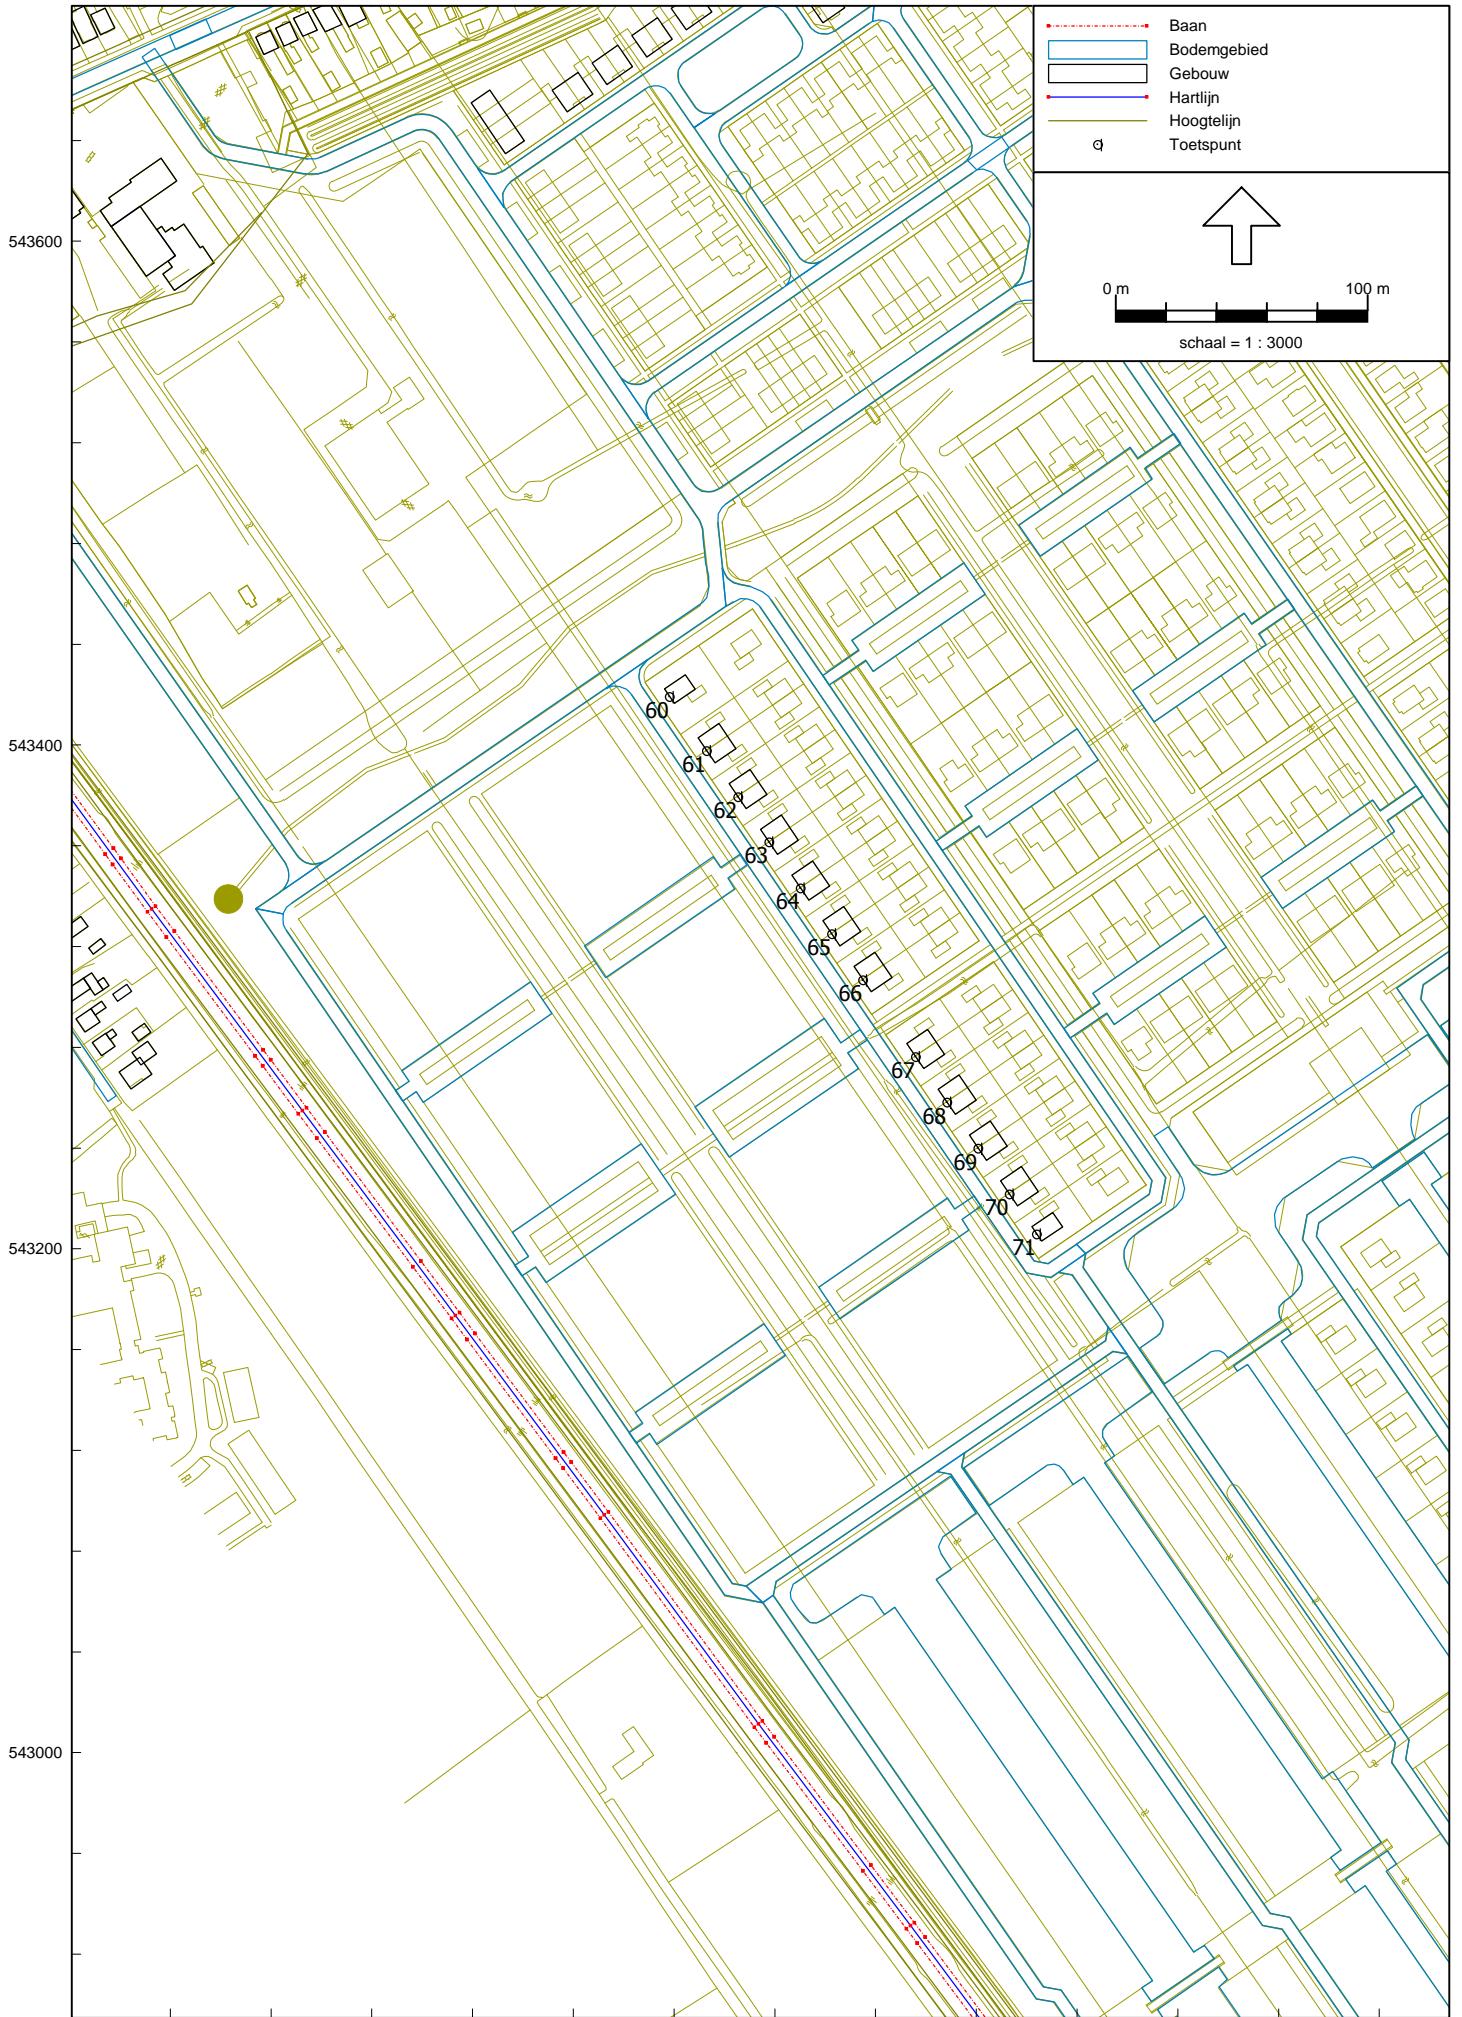 Baan
Bodemgebied
Gebouw
Hartlijn
Hoogtelijn
Toetspunt
0 m 100 m
schaal = 1 : 3000
543600
543400
543200
543000
60
61
62
63
64
65
66
67
68
69
70
71